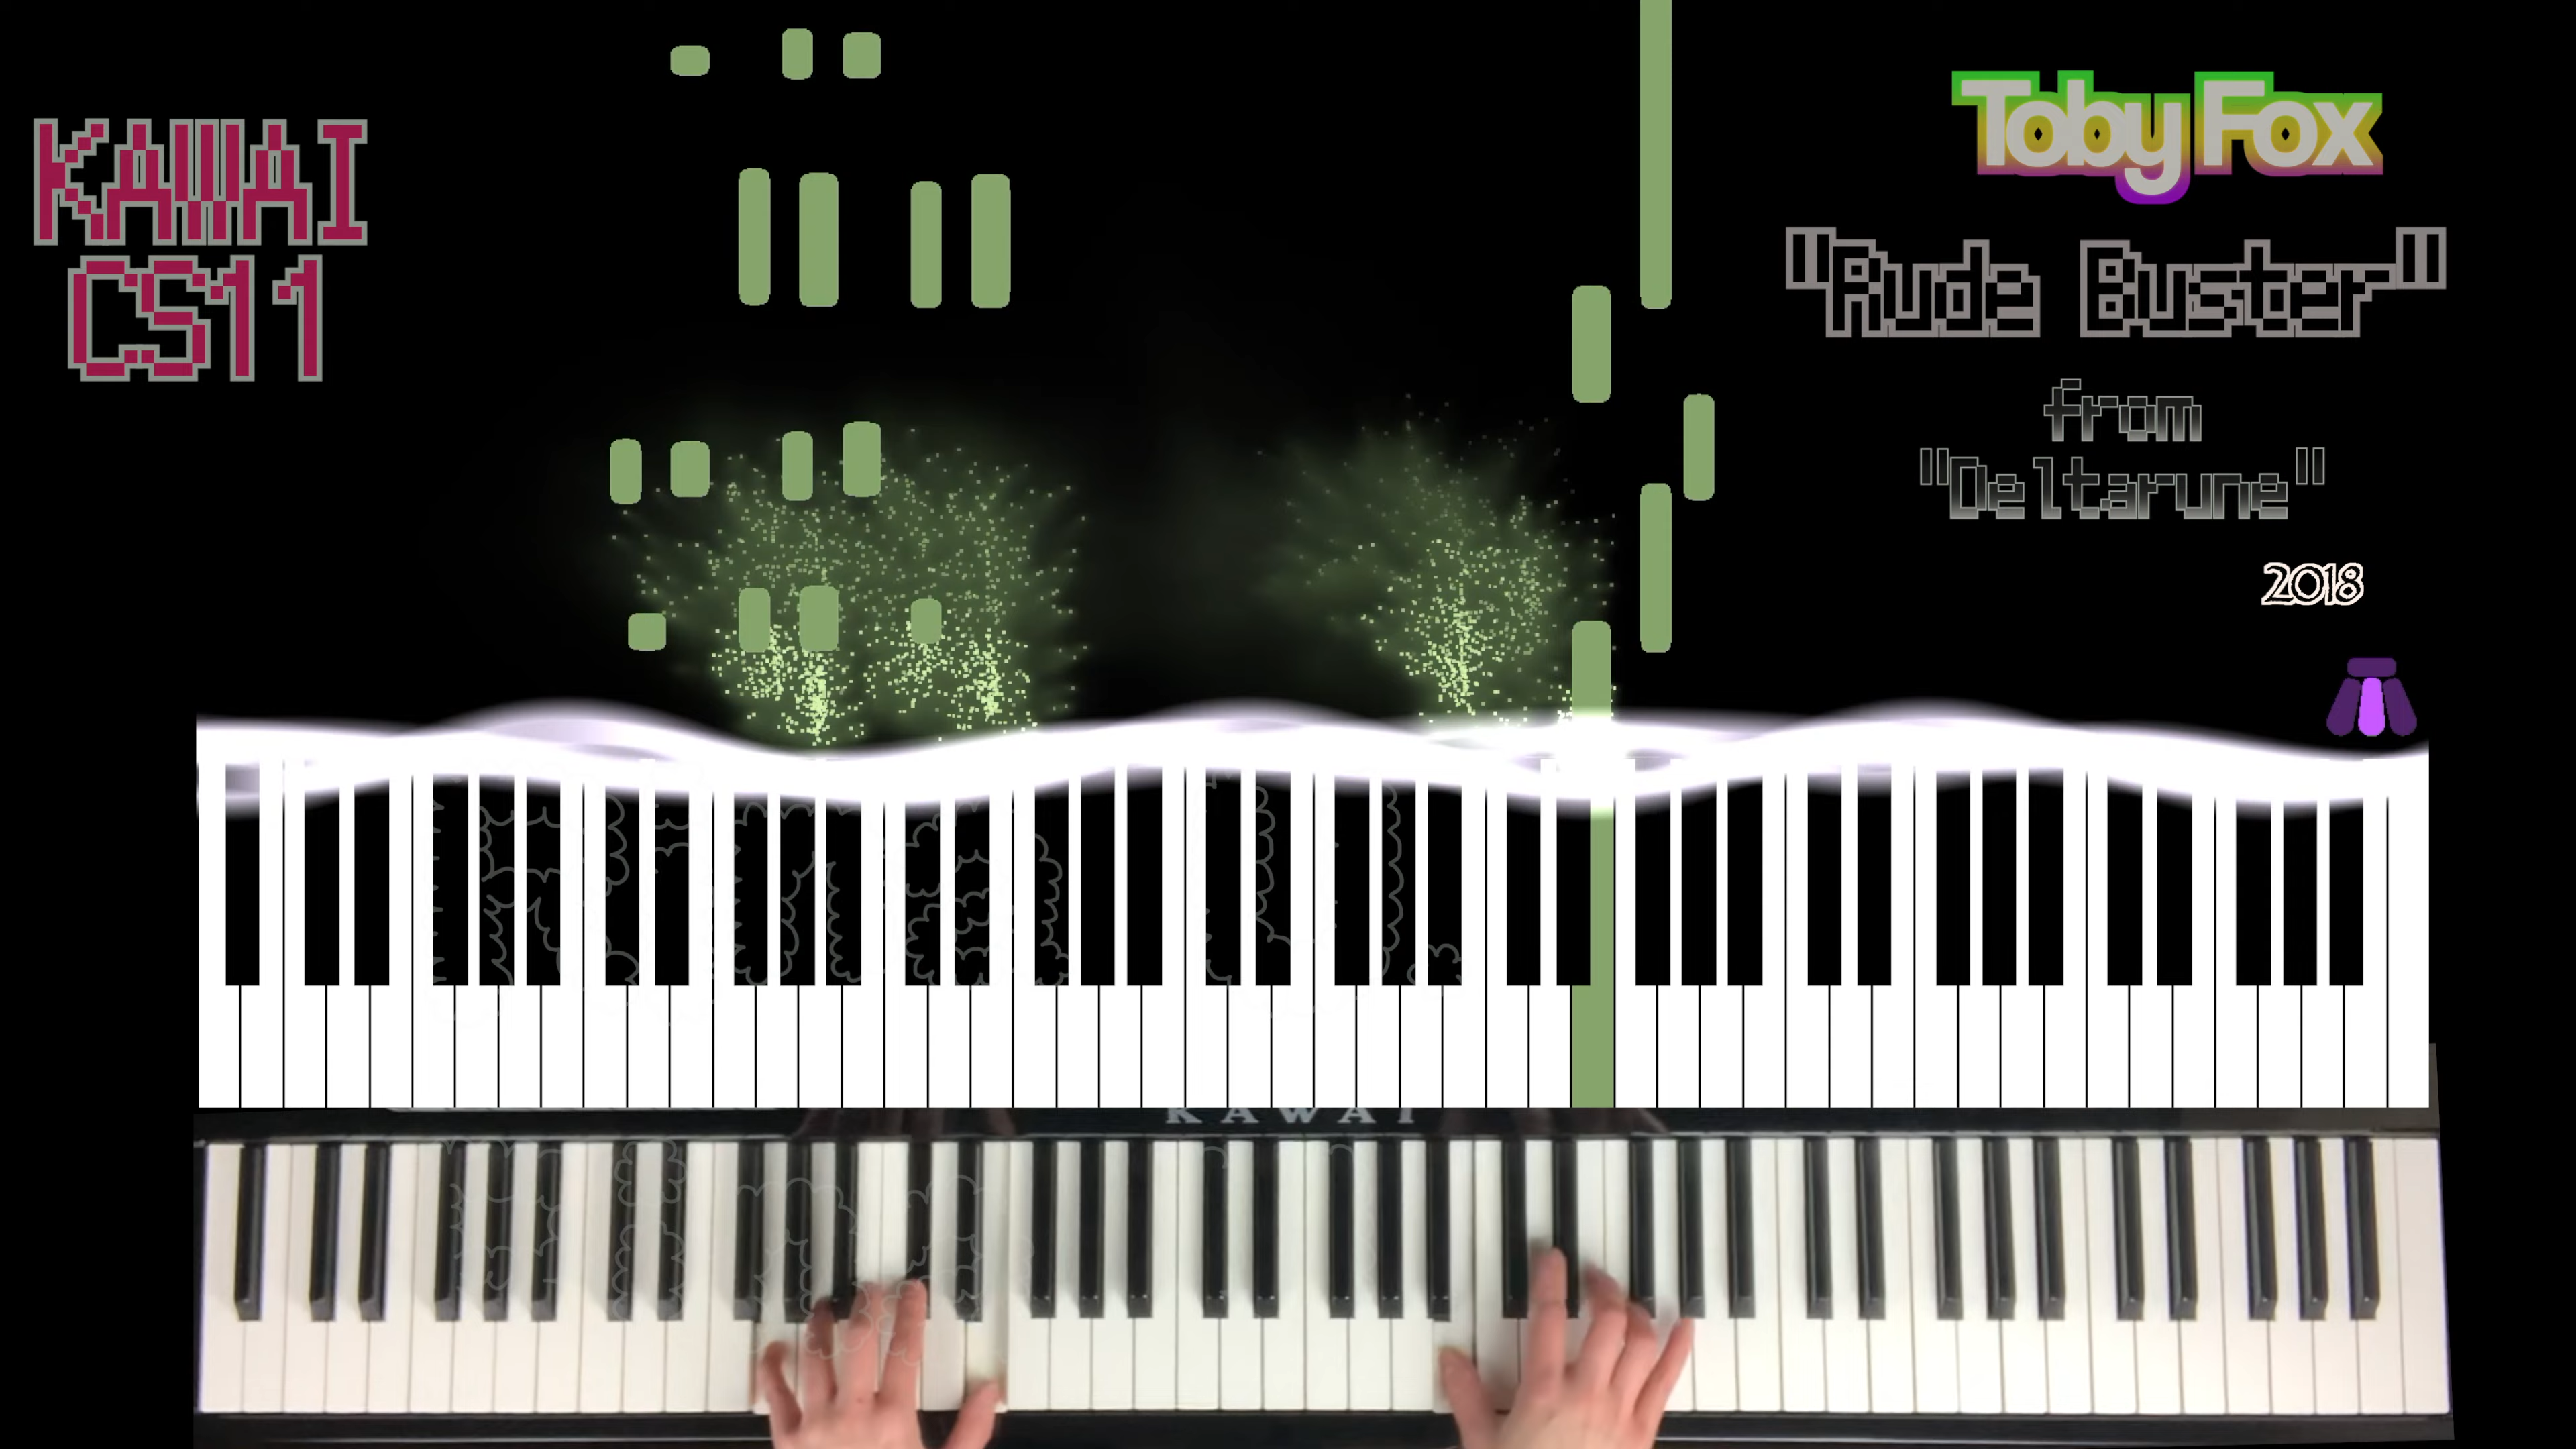 KAWAI
CS11
Toby Fox
"Rude Buster"
from
"Deltarune"
2018
KAWAI